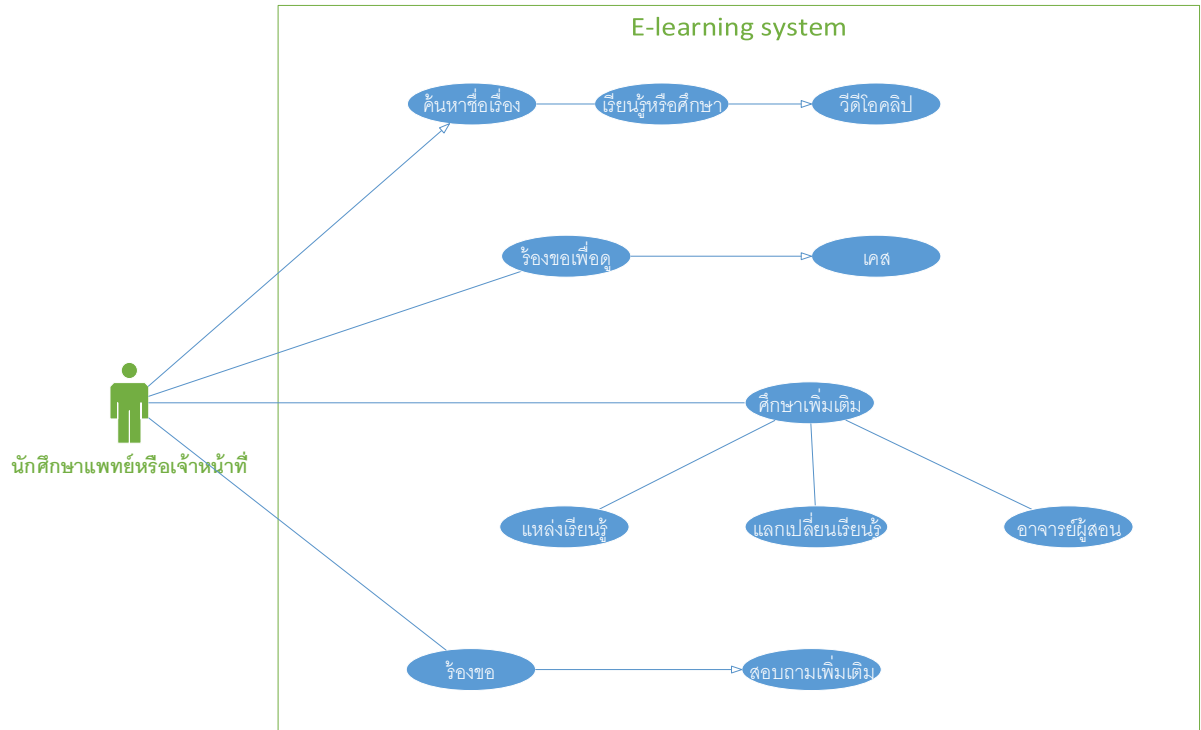 E-learning system
ค้นหาชื่อเรื่อง
เรียนรู้หรือศึกษา
วีดีโอคลิป
ร้องขอเพื่อดู
เคส
ศึกษาเพิ่มเติม
นักศึกษาแพทย์หรือเจ้าหน้าที่
แหล่งเรียนรู้
แลกเปลี่ยนเรียนรู้
อาจารย์ผู้สอน
ร้องขอ
สอบถามเพิ่มเติม